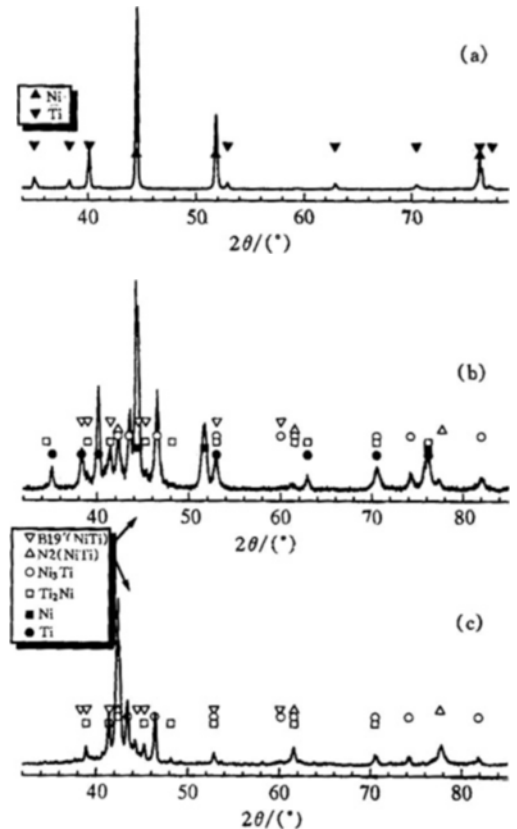 (a)
▲ Ni
▼ Ti
40 50 60 70
2θ/(°)
(b)
40 50 60 70 80
2θ/(°)
▽ B19'(NiTi)
△ N2(NiTi)
○ Ni₃Ti
□ Ti₂Ni
■ Ni
● Ti
(c)
40 50 60 70 80
2θ/(°)